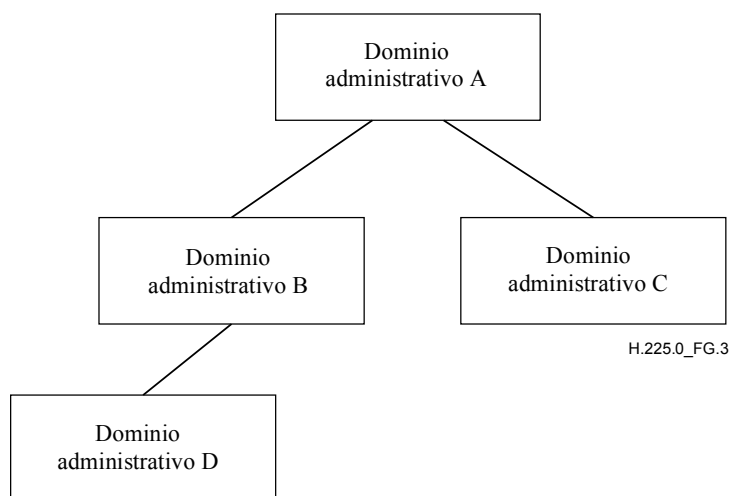 Dominio
administrativo A
Dominio
administrativo B
Dominio
administrativo C
H.225.0_FG.3
Dominio
administrativo D